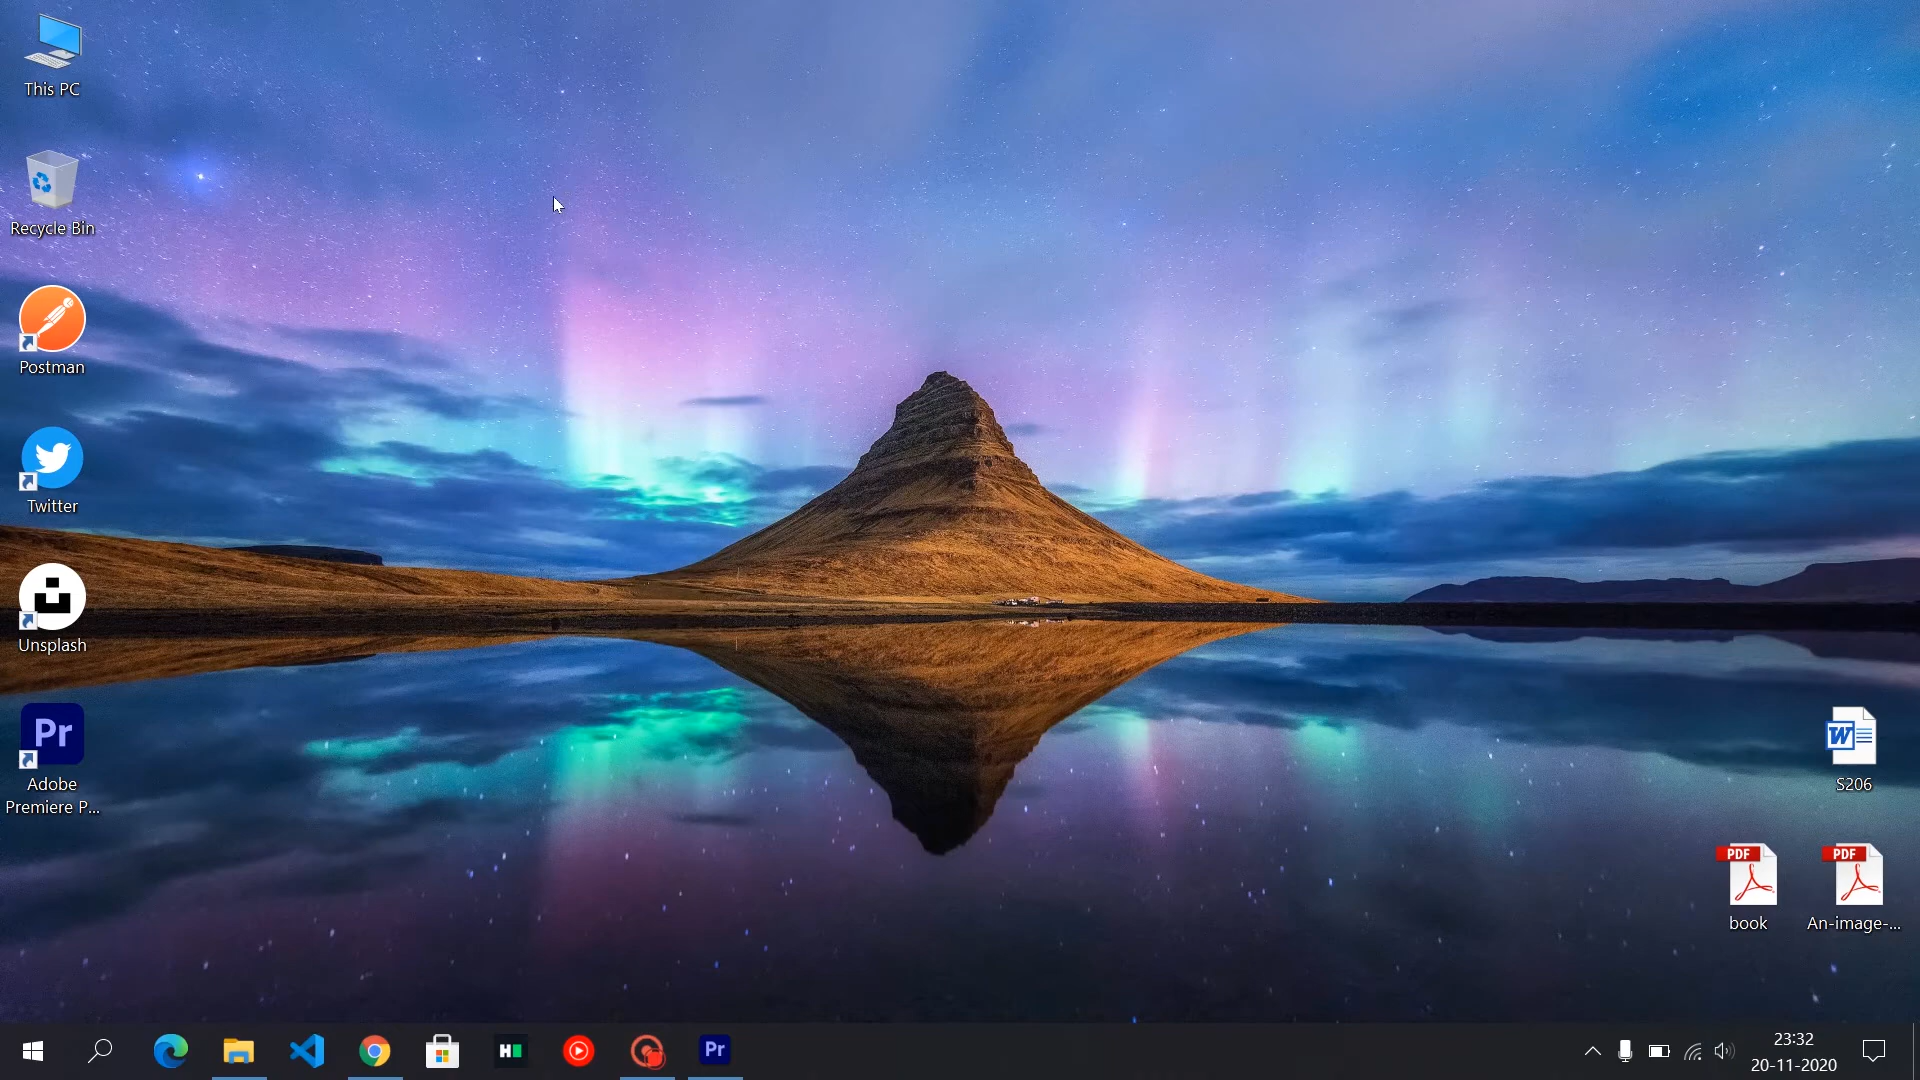 This PC
Recycle Bin
Postman
Twitter
Unsplash
Pr
Adobe
Premiere P...
W
S206
PDF
book
PDF
An-image-...
H
Pr
23:32
20-11-2020